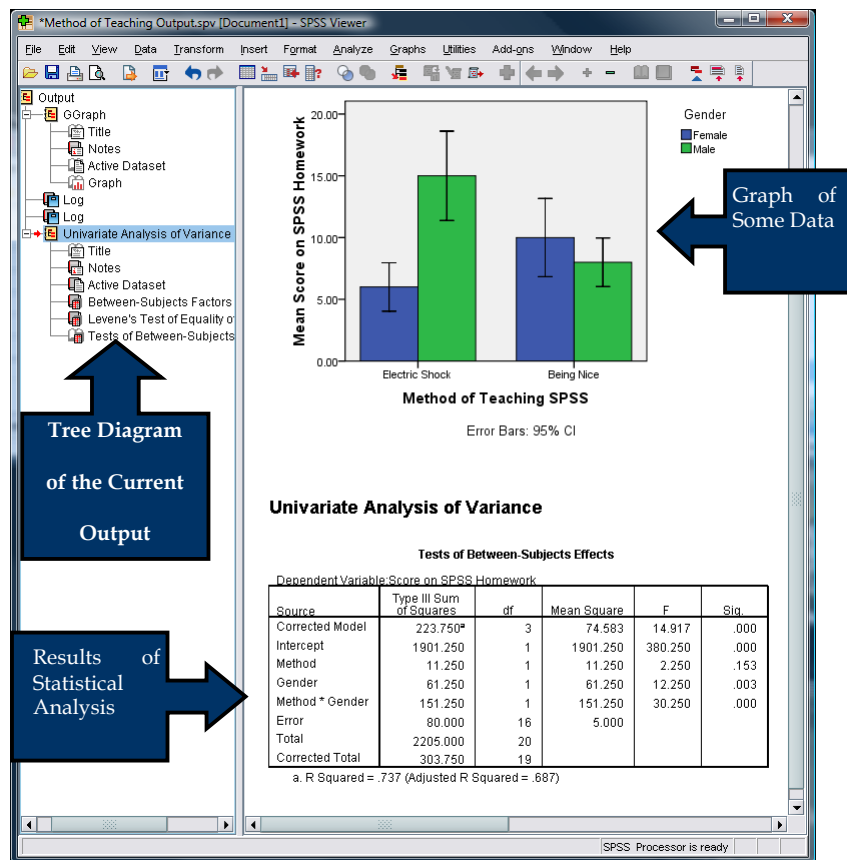 *Method of Teaching Output.spv [Document1] - SPSS Viewer
File Edit View Data Transform Insert Format Analyze Graphs Utilities Add-ons Window Help
Output
GGraph
Title
Notes
Active Dataset
Graph
Log
Log
Univariate Analysis of Variance
Title
Notes
Active Dataset
Between-Subjects Factors
Levene's Test of Equality o
Tests of Between-Subjects
Tree Diagram
of the Current
Output
Results of
Statistical
Analysis
Mean Score on SPSS Homework
20.00
15.00
10.00
5.00
0.00
Electric Shock Being Nice
Method of Teaching SPSS
Error Bars: 95% CI
Gender
Female
Male
Graph of
Some Data
Univariate Analysis of Variance
Tests of Between-Subjects Effects
Dependent Variable:Score on SPSS Homework
Source Type III Sum of Squares df Mean Square F Sig.
Corrected Model 223.750a 3 74.583 14.917 .000
Intercept 1901.250 1 1901.250 380.250 .000
Method 11.250 1 11.250 2.250 .153
Gender 61.250 1 61.250 12.250 .003
Method * Gender 151.250 1 151.250 30.250 .000
Error 80.000 16 5.000
Total 2205.000 20
Corrected Total 303.750 19
a. R Squared = .737 (Adjusted R Squared = .687)
SPSS Processor is ready